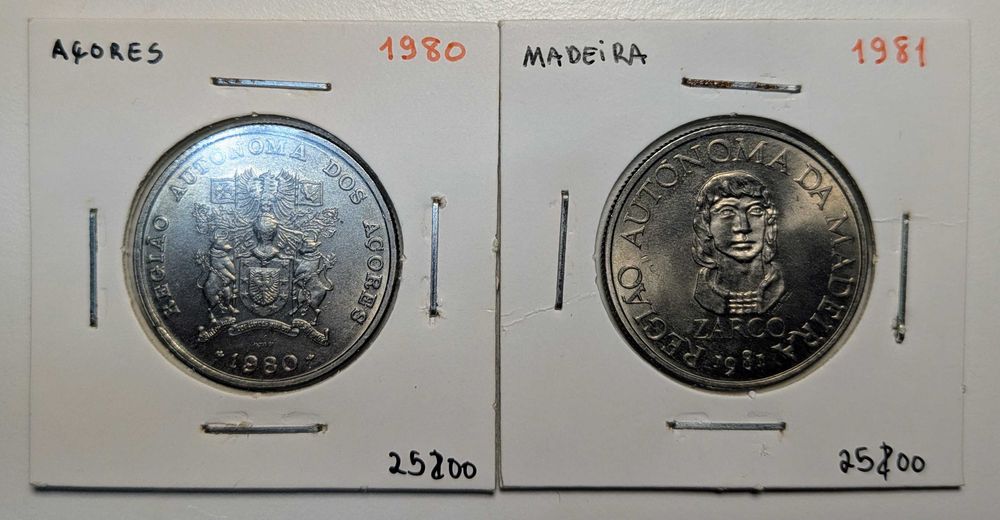 AÇORES 1980
REGIÃO AUTÓNOMA DOS AÇORES
1980
25$00
MADEIRA 1981
REGIÃO AUTÓNOMA DA MADEIRA
ZARCO
1981
25$00